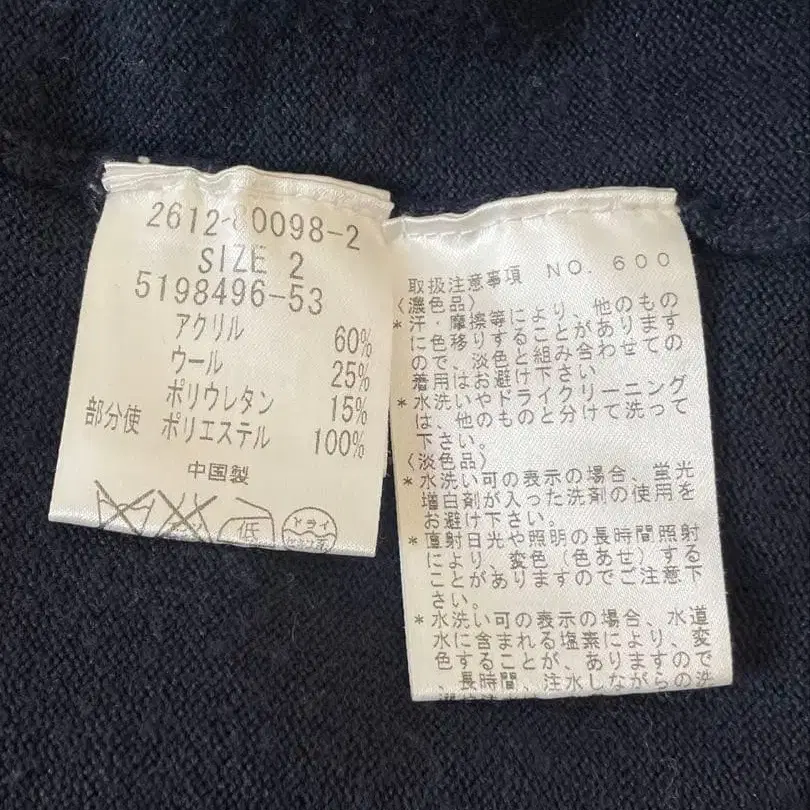 2612-80098-2
SIZE 2
5198496-53
アクリル 60%
ウール 25%
ポリウレタン 15%
部分使 ポリエステル 100%
中国製
低
ドライ
取扱注意事項 NO. 600
〈濃色品〉
*汗・摩擦等により、他のもの
に色移りすることがあります
ので、淡色と組み合わせての
着用はお避け下さい
*水洗いやドライクリーニング
は、他のものと分けて洗って
下さい。
〈淡色品〉
*水洗い可の表示の場合、蛍光
増白剤が入った洗剤の使用を
お避け下さい。
*直射日光や照明の長時間照射
により、変色(色あせ)する
ことがありますのでご注意下
さい。
*水洗い可の表示の場合、水道
水に含まれる塩素により、変
色することが、ありますので
、長時間、注水しながらの洗